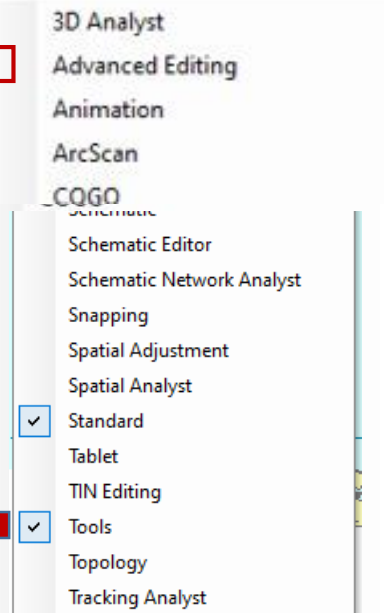 3D Analyst
Advanced Editing
Animation
ArcScan
COGO
Schematic
Schematic Editor
Schematic Network Analyst
Snapping
Spatial Adjustment
Spatial Analyst
Standard
Tablet
TIN Editing
Tools
Topology
Tracking Analyst